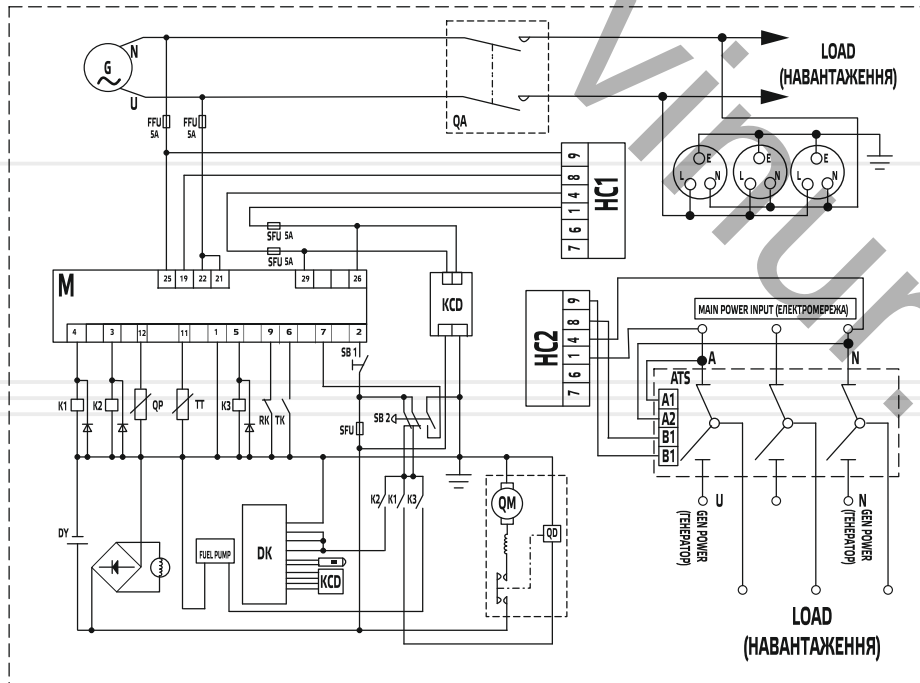 N
G
U
FFU
5A
FFU
5A
QA
LOAD
(НАВАНТАЖЕННЯ)
E
L
N
E
L
N
E
L
N
9
8
4
1
6
7
HC1
SFU 5A
SFU 5A
M
25 19 22 21 29 26
4 3 12 11 1 5 9 6 7 2
KCD
HC2
9
8
4
1
6
7
MAIN POWER INPUT (ЕЛЕКТРОМЕРЕЖА)
A
N
ATS
A1
A2
B1
B1
U
N
GEN POWER
(ГЕНЕРАТОР)
GEN POWER
(ГЕНЕРАТОР)
LOAD
(НАВАНТАЖЕННЯ)
SB 1
SB 2
SFU
K1
K2
QP
TT
K3
RK
TK
K2
K1
K3
DY
FUEL PUMP
DK
KCD
QM
QD
Vinur.